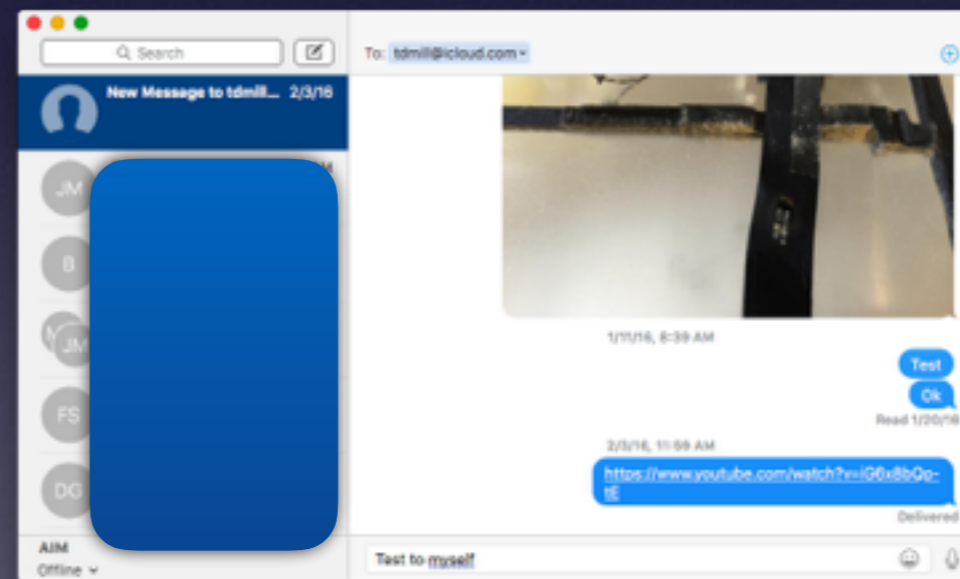 Search
To: tdmill@icloud.com
New Message to tdmill... 2/3/16
JM
B
JM
FS
DG
AIM
Offline
1/11/16, 8:39 AM
Test
Ok
Read 1/20/16
2/3/16, 11:59 AM
https://www.youtube.com/watch?v=iG6x8bQp-
tE
Delivered
Test to myself